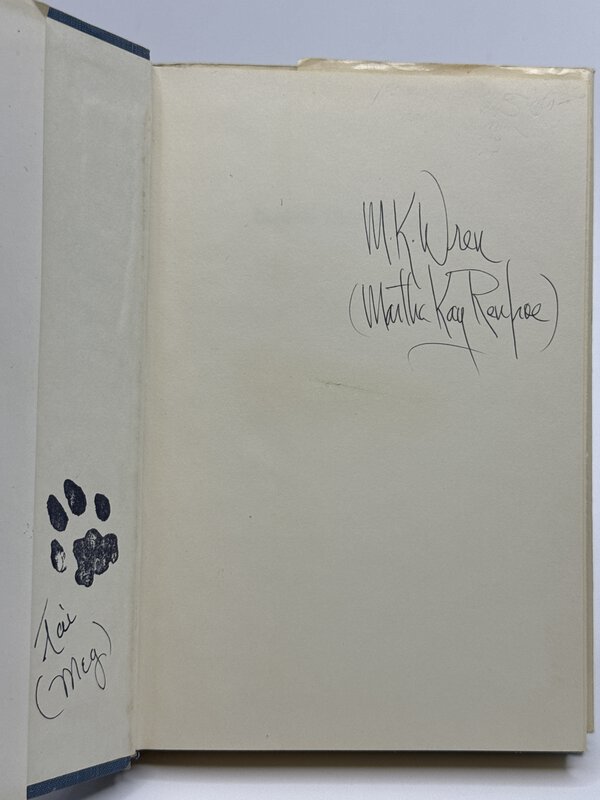 M.K. Wren
(Martha Kay Renfroe)
Tai
(Meg)